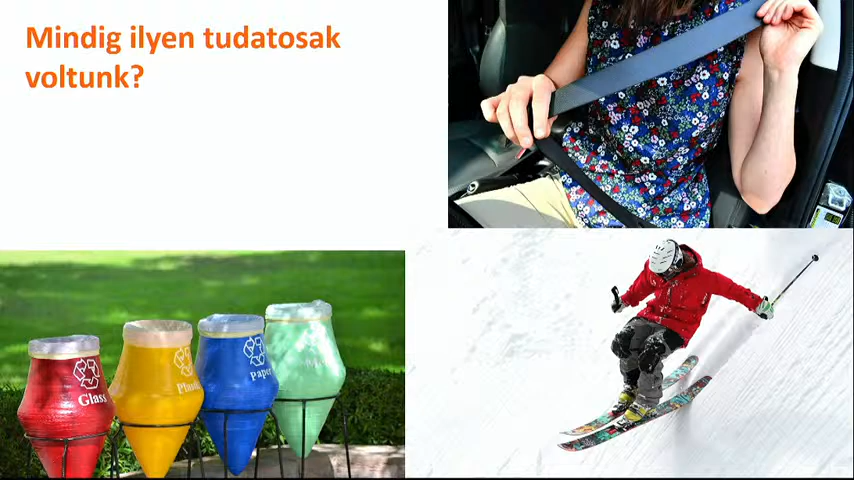 Mindig ilyen tudatosak
voltunk?
Glass
Plastic
Paper